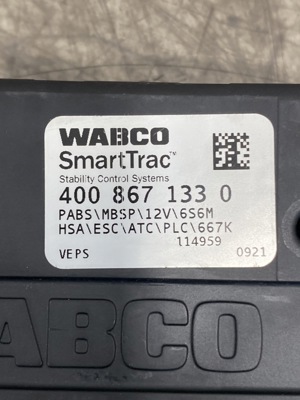 WABCO
SmartTrac™
Stability Control Systems
400 867 133 0
PABS\MBSP\12V\6S6M
HSA\ESC\ATC\PLC\667K
114959
VEPS 0921
WABCO